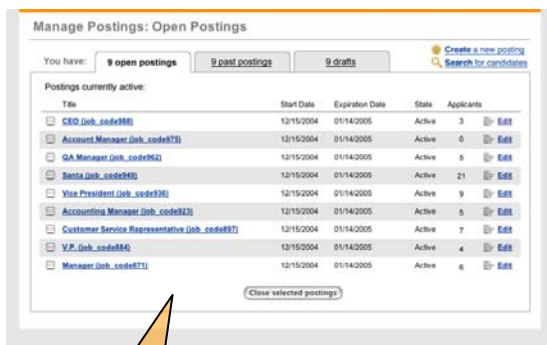 Manage Postings: Open Postings
Create a new posting
You have: 9 open postings 9 past postings 9 drafts
Search for candidates
Postings currently active:
Title Start Date Expiration Date State Applicants
CEO (job_code988) 12/15/2004 01/14/2005 Active 3 Edit
Account Manager (job_code975) 12/15/2004 01/14/2005 Active 0 Edit
QA Manager (job_code962) 12/15/2004 01/14/2005 Active 5 Edit
Santa (job_code949) 12/15/2004 01/14/2005 Active 21 Edit
Vice President (job_code936) 12/15/2004 01/14/2005 Active 9 Edit
Accounting Manager (job_code923) 12/15/2004 01/14/2005 Active 5 Edit
Customer Service Representative (job_code897) 12/15/2004 01/14/2005 Active 7 Edit
V.P. (job_code884) 12/15/2004 01/14/2005 Active 4 Edit
Manager (job_code871) 12/15/2004 01/14/2005 Active 6 Edit
Close selected postings